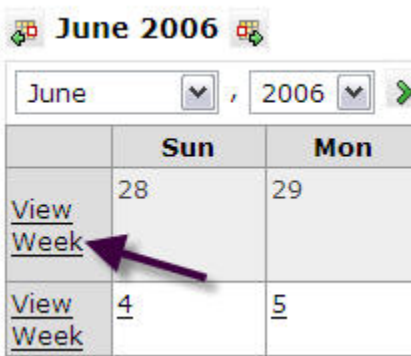 June 2006
June , 2006
Sun Mon
View Week 28 29
View Week 4 5